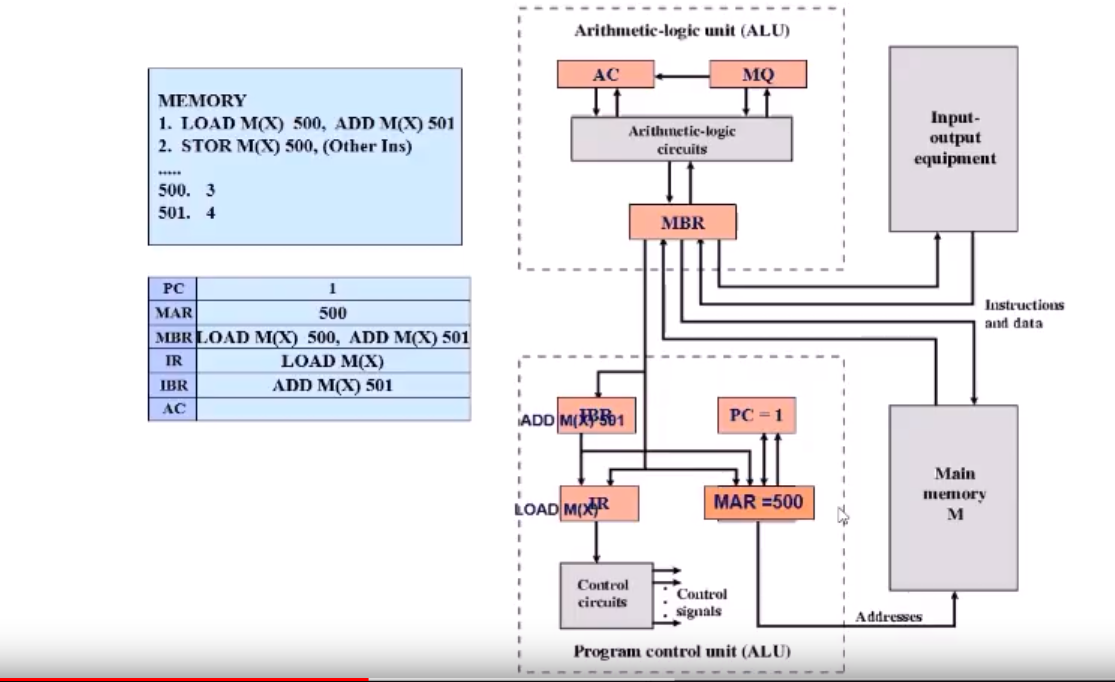 MEMORY
1. LOAD M(X) 500, ADD M(X) 501
2. STOR M(X) 500, (Other Ins)
.....
500. 3
501. 4
PC 1
MAR 500
MBR LOAD M(X) 500, ADD M(X) 501
IR LOAD M(X)
IBR ADD M(X) 501
AC
Arithmetic-logic unit (ALU)
AC
MQ
Arithmetic-logic
circuits
MBR
Input-
output
equipment
Instructions
and data
IBR
ADD M(X) 501
PC = 1
IR
LOAD M(X)
MAR =500
Main
memory
M
Control
circuits
Control
signals
Addresses
Program control unit (ALU)